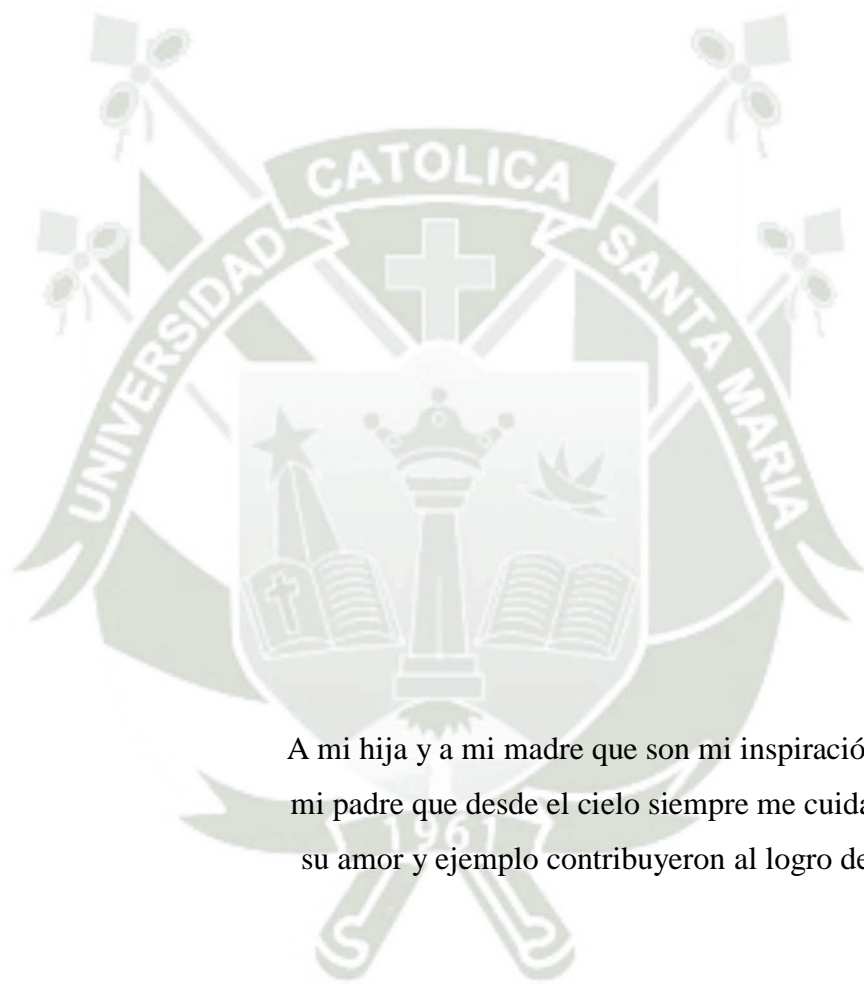 CATOLICA
UNIVERSIDAD
SANTA MARIA
A mi hija y a mi madre que son mi inspiració
mi padre que desde el cielo siempre me cuida
su amor y ejemplo contribuyeron al logro de
1961